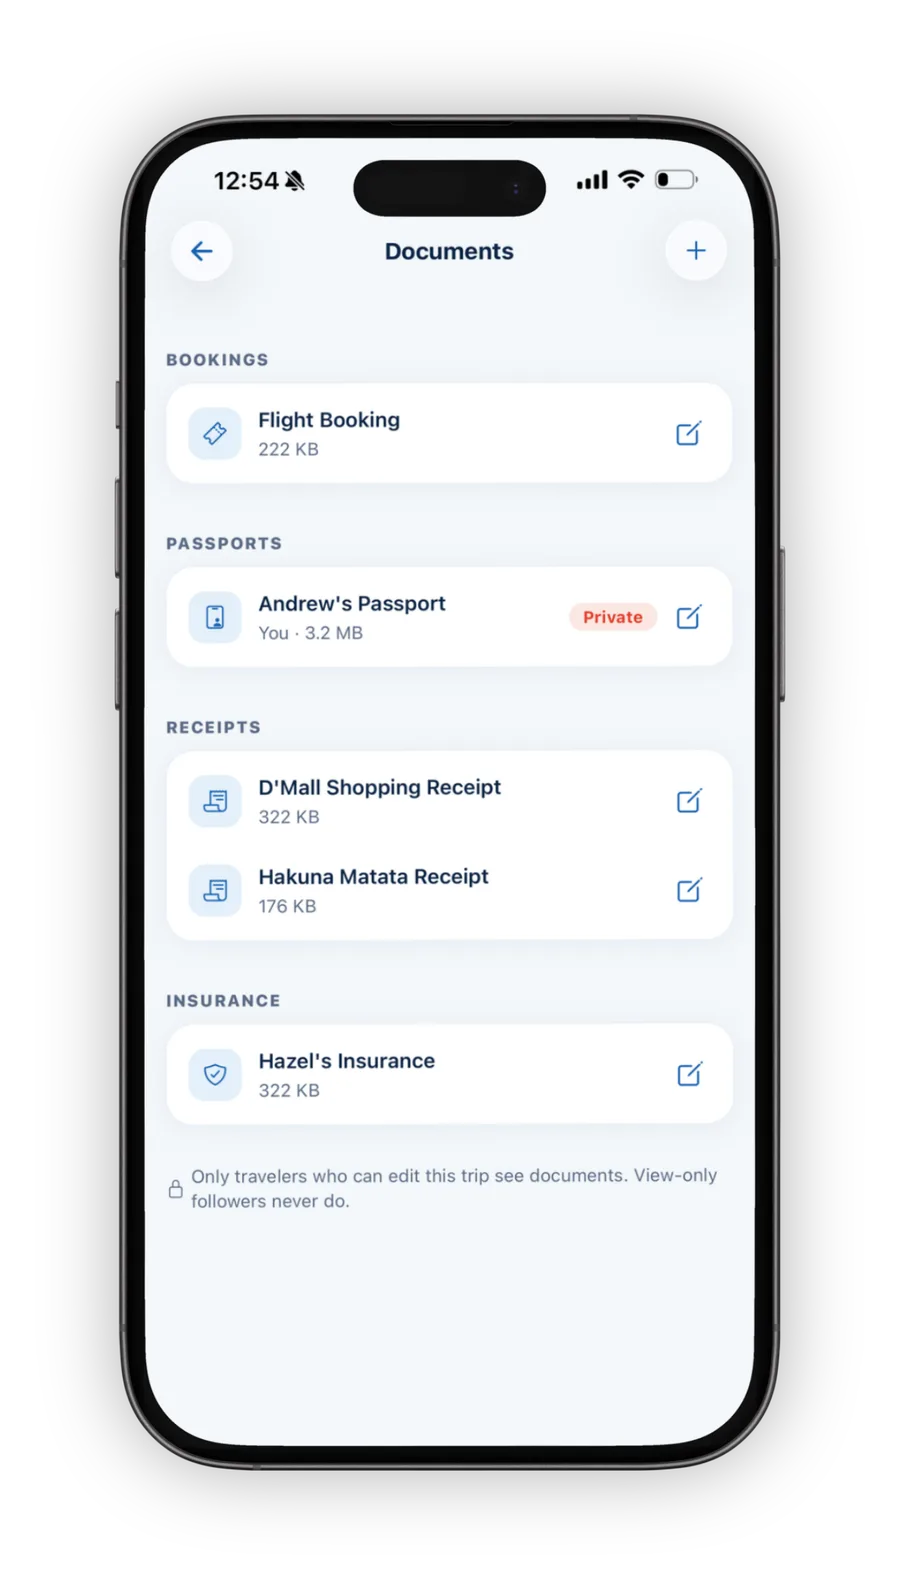 12:54
Documents
BOOKINGS
Flight Booking
222 KB
PASSPORTS
Andrew's Passport
You · 3.2 MB
Private
RECEIPTS
D'Mall Shopping Receipt
322 KB
Hakuna Matata Receipt
176 KB
INSURANCE
Hazel's Insurance
322 KB
Only travelers who can edit this trip see documents. View-only
followers never do.